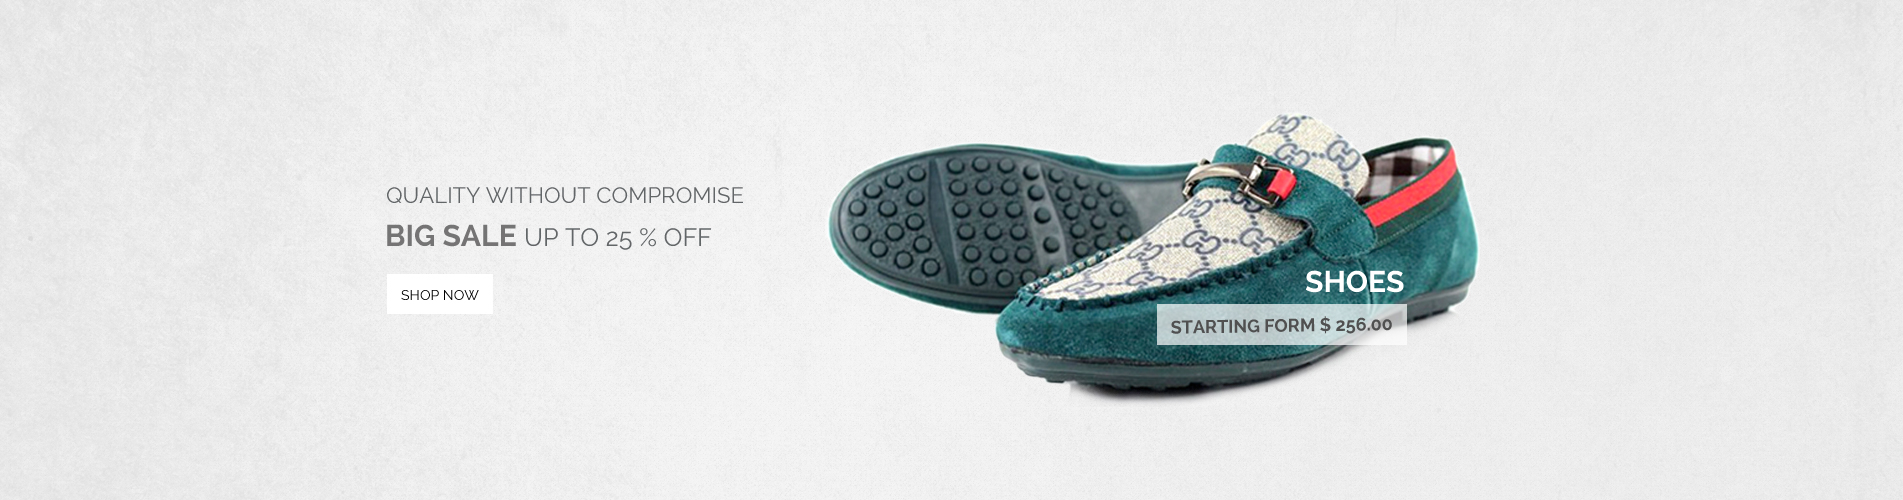 QUALITY WITHOUT COMPROMISE
BIG SALE UP TO 25 % OFF
SHOP NOW
SHOES
STARTING FORM $ 256.00